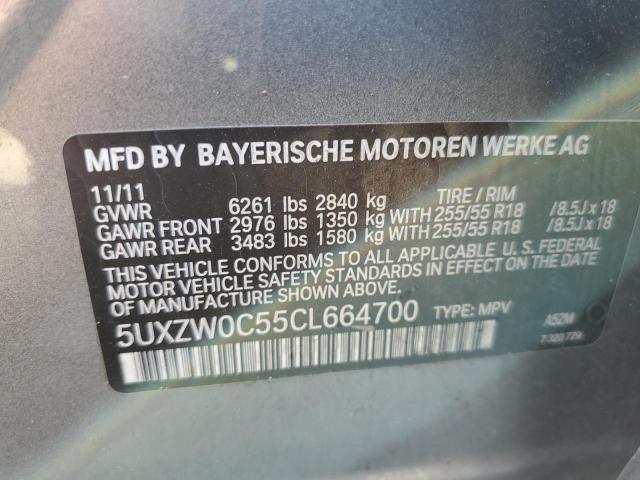 MFD BY BAYERISCHE MOTOREN WERKE AG
11/11 TIRE / RIM
GVWR 6261 lbs 2840 kg
GAWR FRONT 2976 lbs 1350 kg WITH 255/55 R18 /8.5J x 18
GAWR REAR 3483 lbs 1580 kg WITH 255/55 R18 /8.5J x 18
THIS VEHICLE CONFORMS TO ALL APPLICABLE U. S. FEDERAL
MOTOR VEHICLE SAFETY STANDARDS IN EFFECT ON THE DATE
OF MANUFACTURE SHOWN ABOVE.
5UXZW0C55CL664700 TYPE: MPV A52M
7 320 729